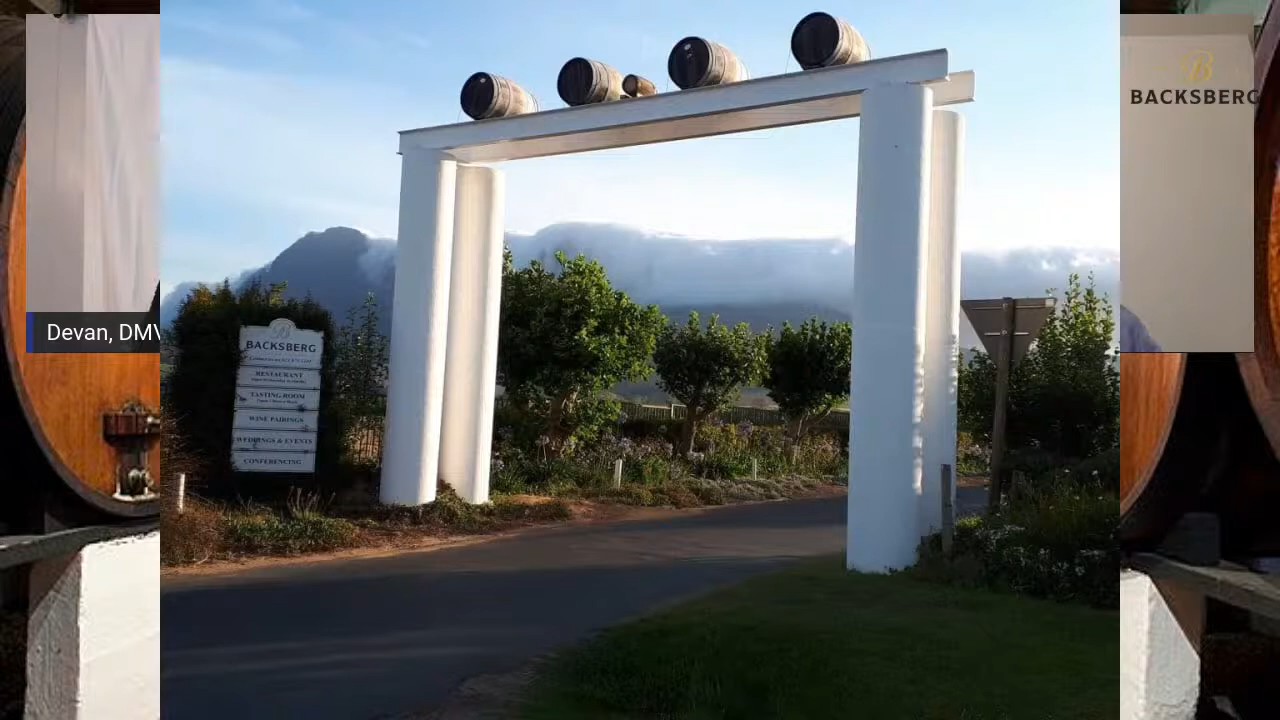 B
BACKSBERG
Devan, DMV
B
BACKSBERG
RESTAURANT
TASTING ROOM
WINE PAIRINGS
WEDDINGS & EVENTS
CONFERENCING